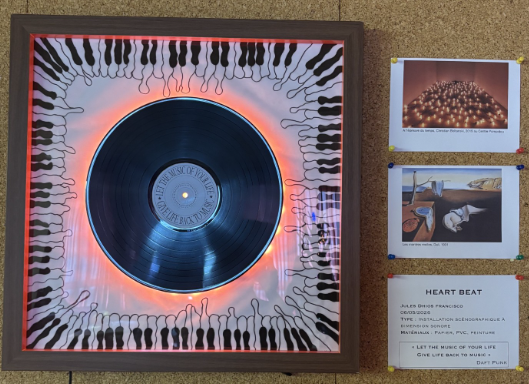 LET THE MUSIC OF YOUR LIFE
GIVE LIFE BACK TO MUSIC
HEART BEAT
JULES DHIOS FRANCISCO
TYPE : INSTALLATION SCÉNOGRAPHIQUE À
DIMENSION SONORE
MATÉRIAUX : PAPIER, PVC, PEINTURE
« LET THE MUSIC OF YOUR LIFE
GIVE LIFE BACK TO MUSIC »
DAFT PUNK